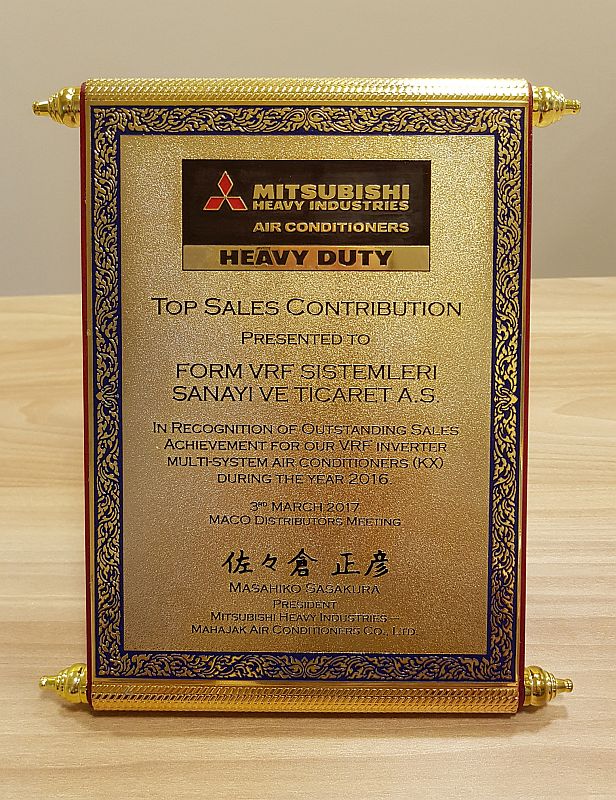 MITSUBISHI
HEAVY INDUSTRIES
AIR CONDITIONERS
HEAVY DUTY
TOP SALES CONTRIBUTION
PRESENTED TO
FORM VRF SISTEMLERI
SANAYI VE TİCARET A.S.
IN RECOGNITION OF OUTSTANDING SALES
ACHIEVEMENT FOR OUR VRF INVERTER
MULTI-SYSTEM AIR CONDITIONERS (KX)
DURING THE YEAR 2016
3RD MARCH 2017
MACO DISTRIBUTORS MEETING
佐々倉 正彦
MASAHIKO SASAKURA
PRESIDENT
MITSUBISHI HEAVY INDUSTRIES –
MAHAJAK AIR CONDITIONERS CO., LTD.